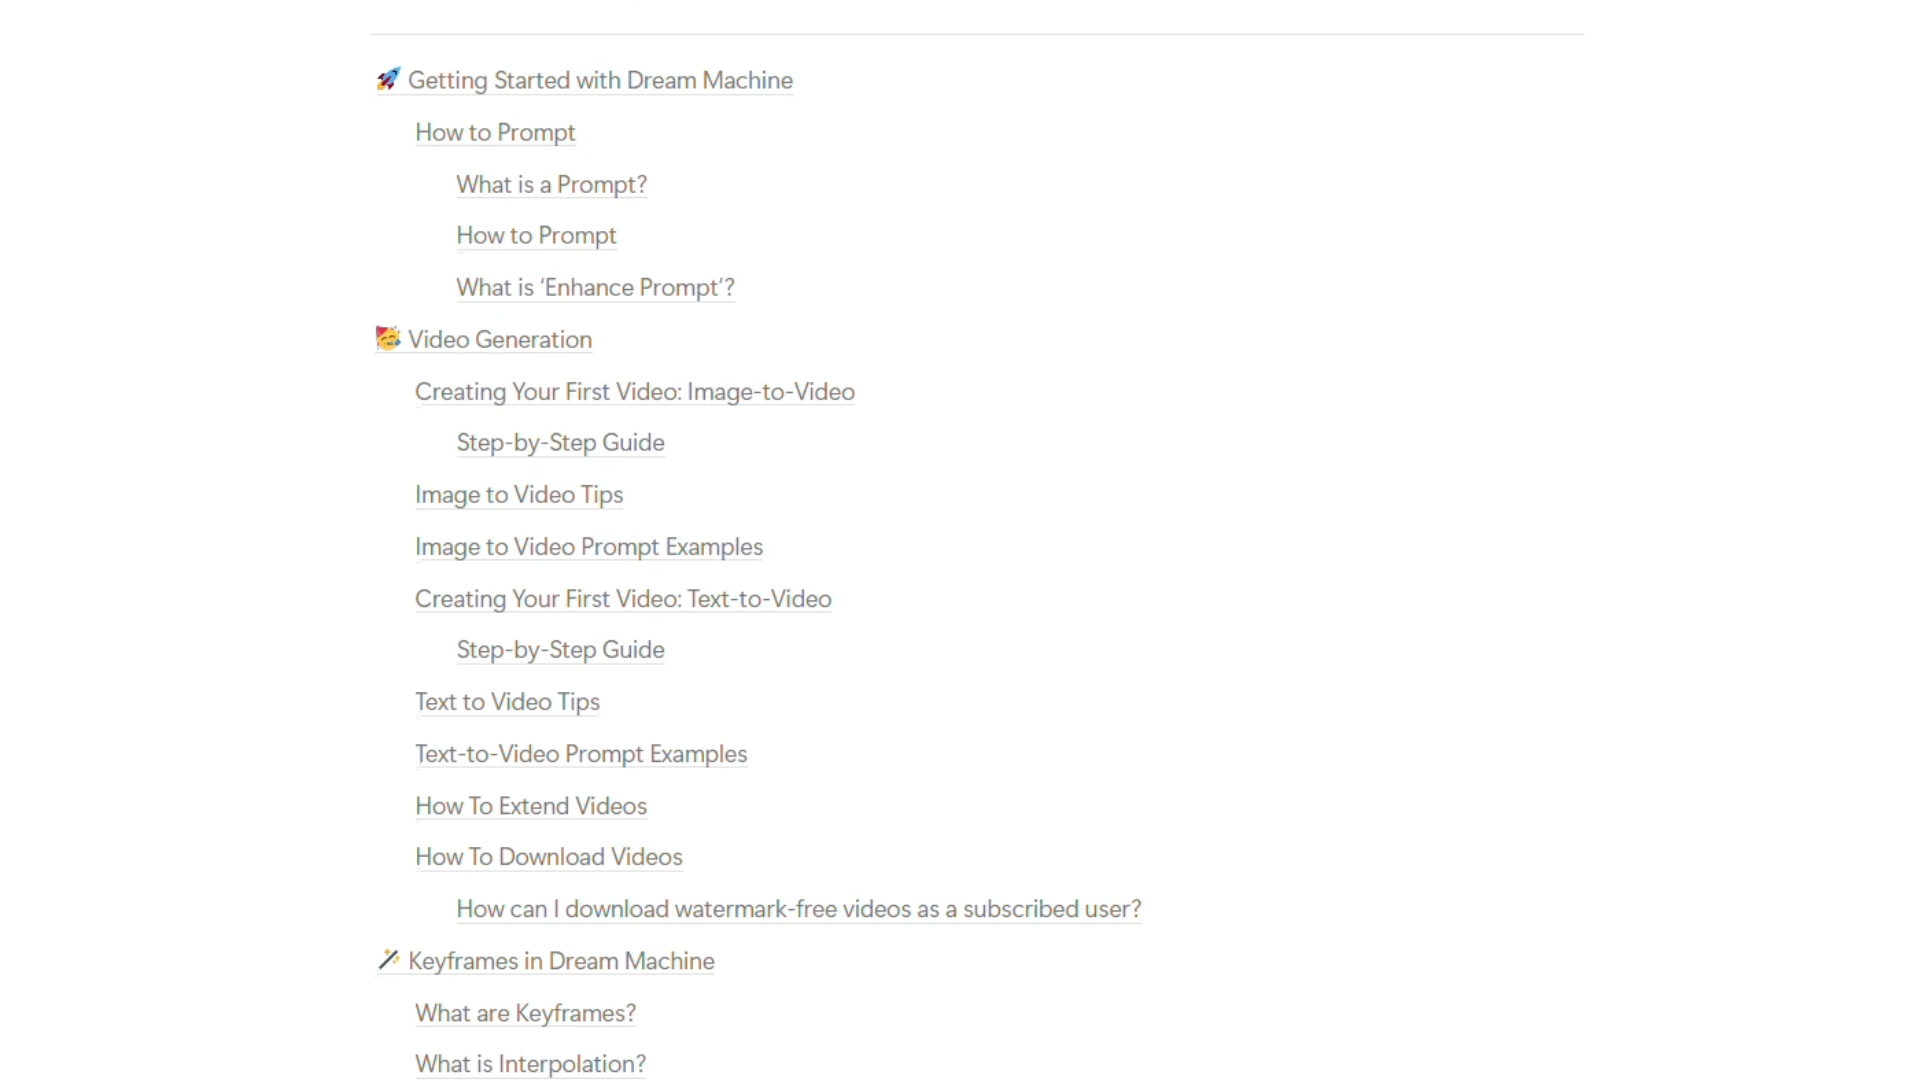 🚀 Getting Started with Dream Machine
How to Prompt
What is a Prompt?
How to Prompt
What is ‘Enhance Prompt’?
🥳 Video Generation
Creating Your First Video: Image-to-Video
Step-by-Step Guide
Image to Video Tips
Image to Video Prompt Examples
Creating Your First Video: Text-to-Video
Step-by-Step Guide
Text to Video Tips
Text-to-Video Prompt Examples
How To Extend Videos
How To Download Videos
How can I download watermark-free videos as a subscribed user?
🪄 Keyframes in Dream Machine
What are Keyframes?
What is Interpolation?